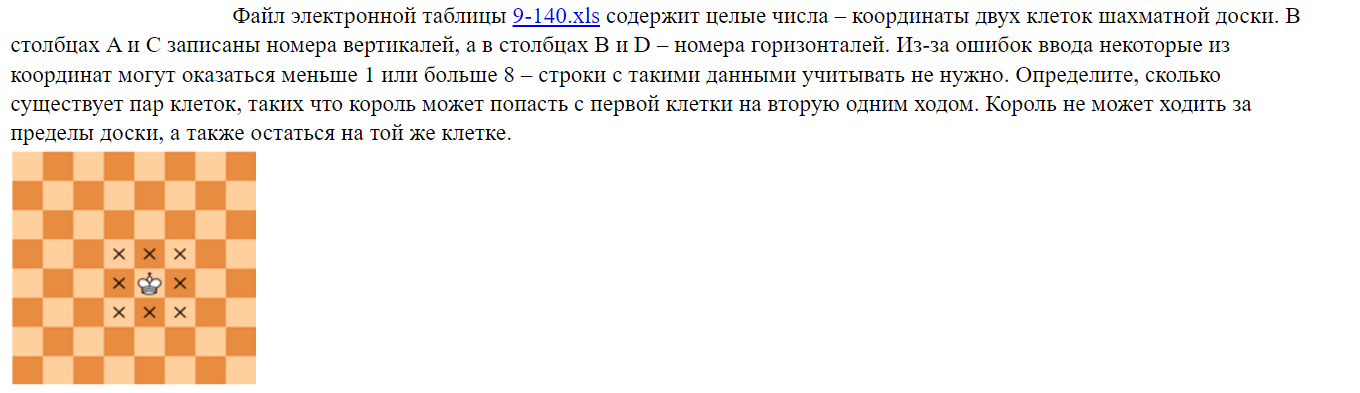 Файл электронной таблицы 9-140.xls содержит целые числа – координаты двух клеток шахматной доски. В
столбцах A и C записаны номера вертикалей, а в столбцах B и D – номера горизонталей. Из-за ошибок ввода некоторые из
координат могут оказаться меньше 1 или больше 8 – строки с такими данными учитывать не нужно. Определите, сколько
существует пар клеток, таких что король может попасть с первой клетки на вторую одним ходом. Король не может ходить за
пределы доски, а также остаться на той же клетке.